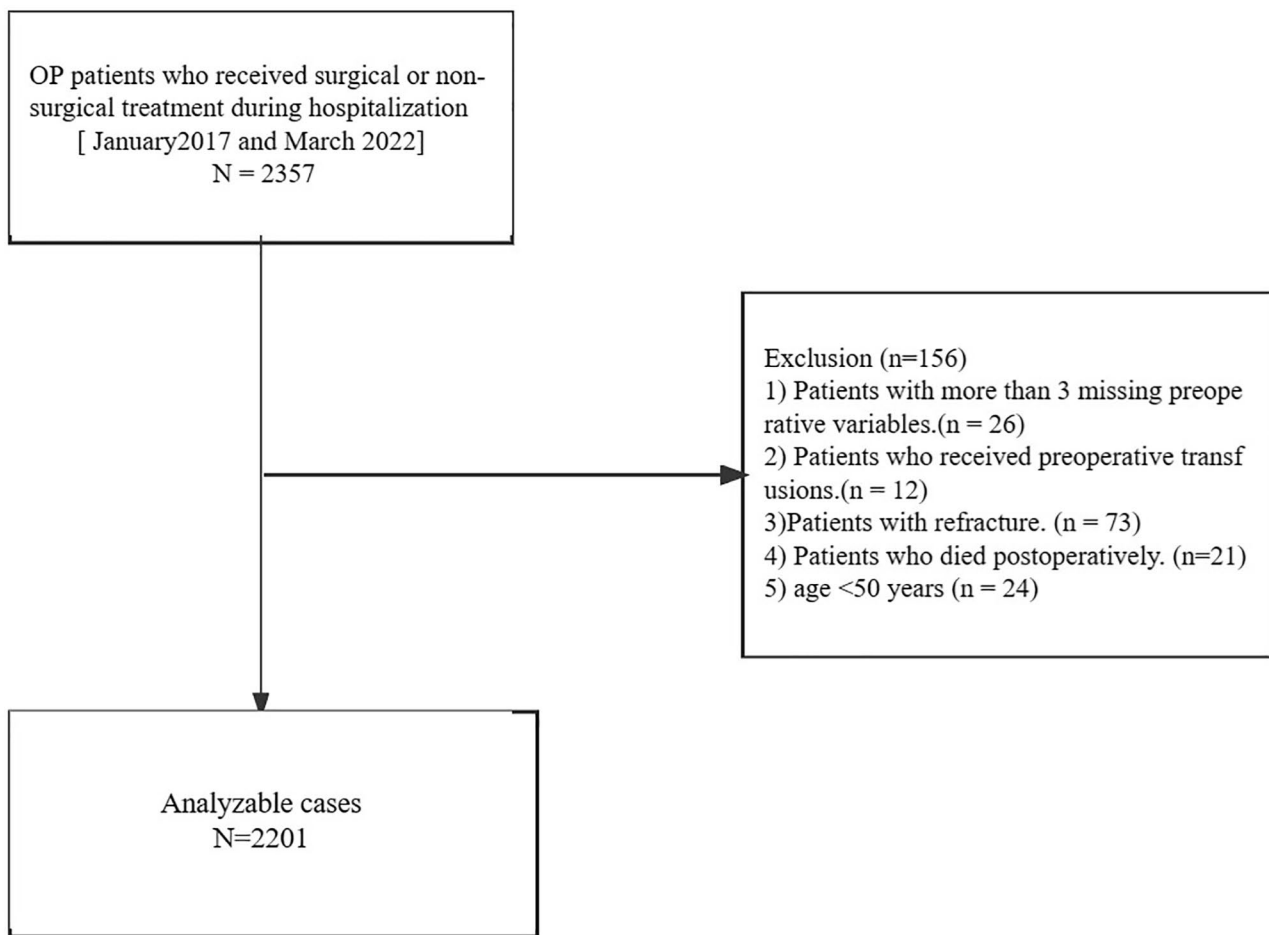 OP patients who received surgical or non-
surgical treatment during hospitalization
[ January2017 and March 2022]
N = 2357
Exclusion (n=156)
1) Patients with more than 3 missing preope
rative variables.(n = 26)
2) Patients who received preoperative transf
usions.(n = 12)
3)Patients with refracture. (n = 73)
4) Patients who died postoperatively. (n=21)
5) age <50 years (n = 24)
Analyzable cases
N=2201